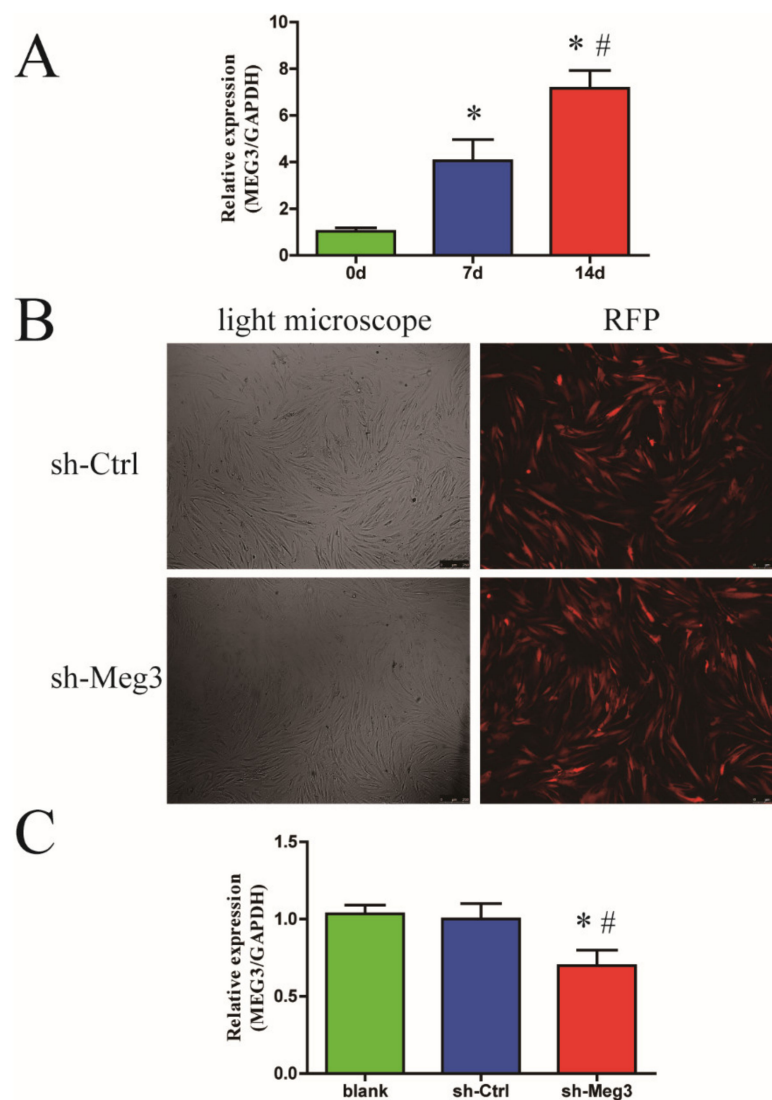 A
Relative expression
(MEG3/GAPDH)
10
8
6
4
2
0
*
* #
0d
7d
14d
B
light microscope
RFP
sh-Ctrl
sh-Meg3
C
Relative expression
(MEG3/GAPDH)
1.5
1.0
0.5
0.0
* #
blank
sh-Ctrl
sh-Meg3